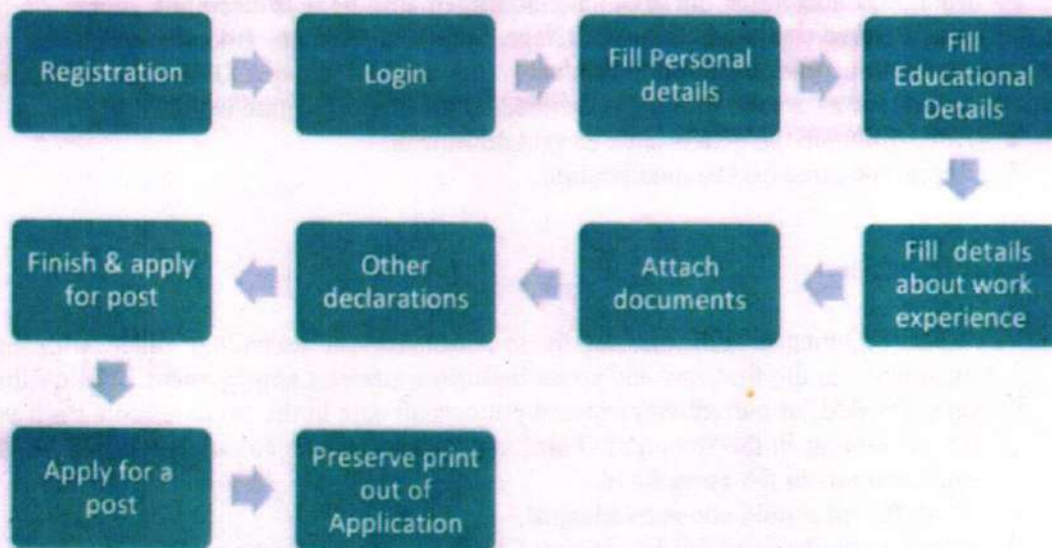 Registration
Login
Fill Personal
details
Fill
Educational
Details
Fill details
about work
experience
Attach
documents
Other
declarations
Finish & apply
for post
Apply for a
post
Preserve print
out of
Application